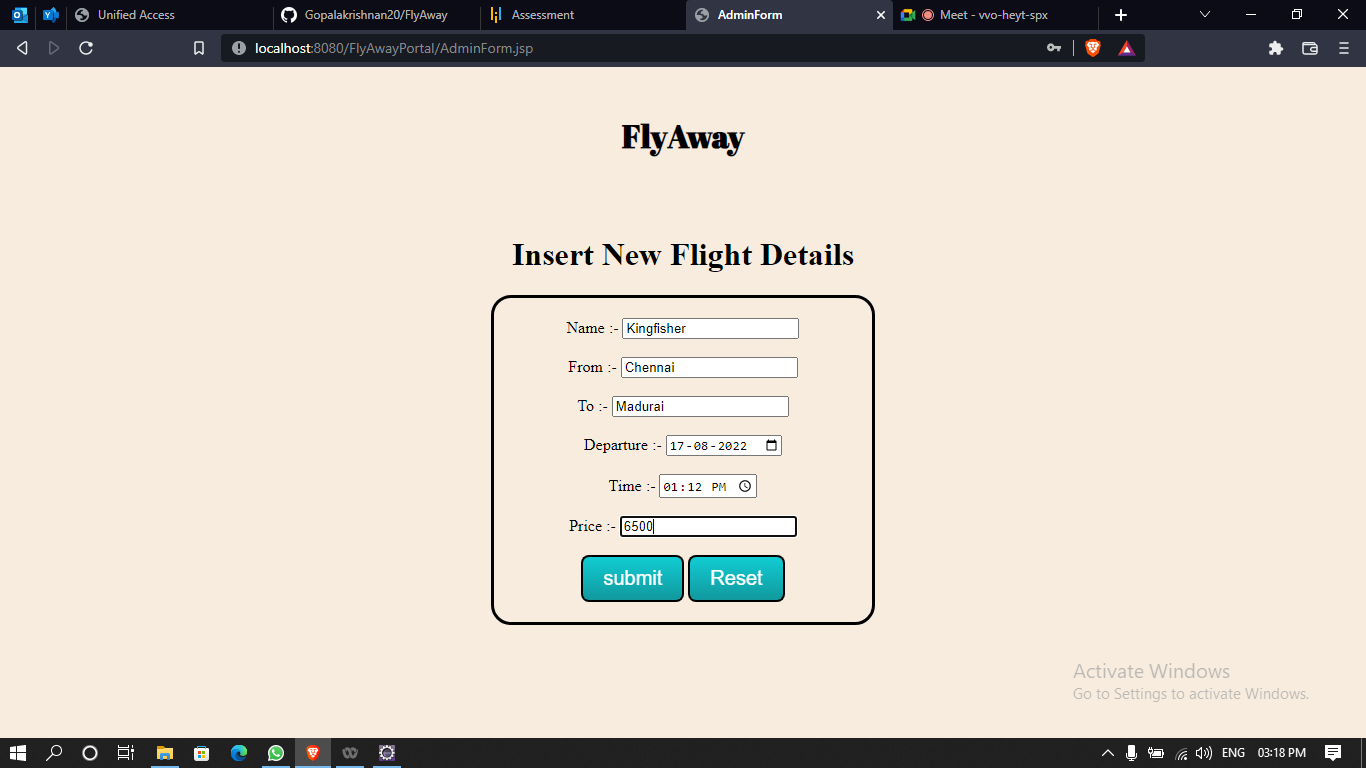 Unified Access
Gopalakrishnan20/FlyAway
Assessment
AdminForm
Meet - vvo-heyt-spx
localhost:8080/FlyAwayPortal/AdminForm.jsp
FlyAway
Insert New Flight Details
Name :- Kingfisher
From :- Chennai
To :- Madurai
Departure :- 17-08-2022
Time :- 01:12 PM
Price :- 6500
submit Reset
Activate Windows
Go to Settings to activate Windows.
ENG 03:18 PM